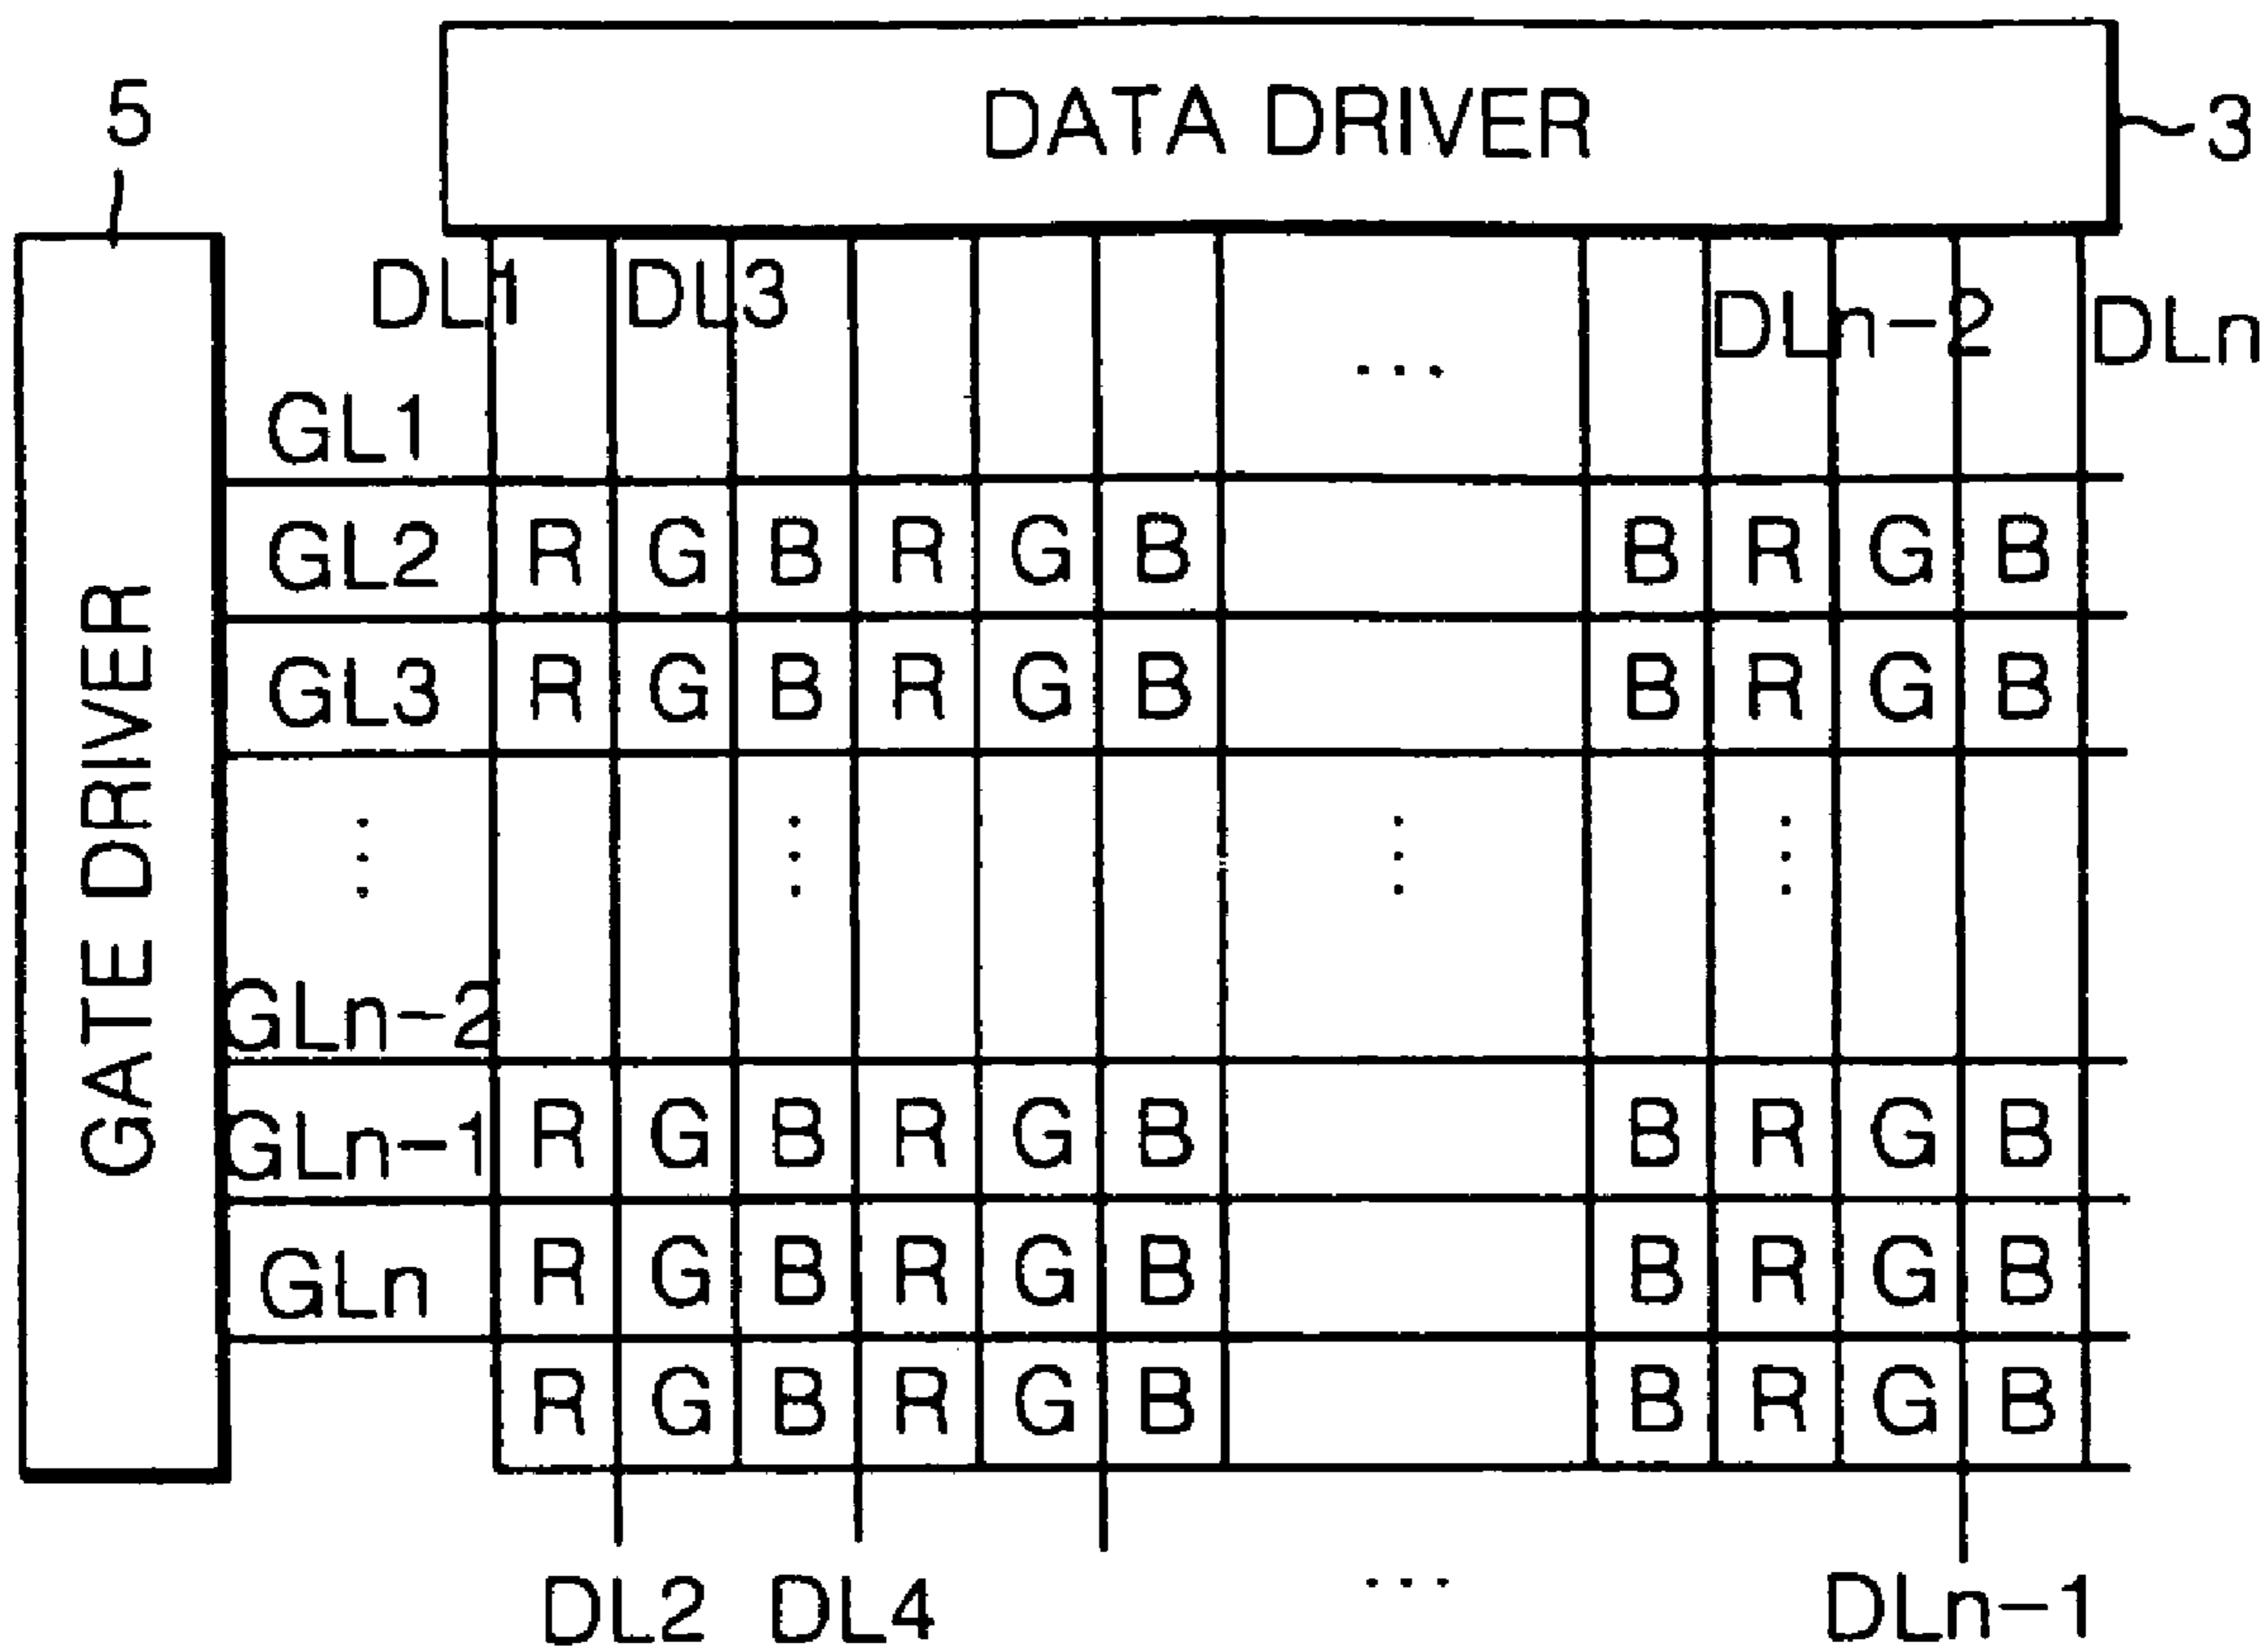 DATA DRIVER
3
5
DL1 DL3 DLn-2 DLn
...
GL1
GL2 R G B R G B B R G B
GL3 R G B R G B B R G B
GATE DRIVER
GLn-2
GLn-1 R G B R G B B R G B
GLn R G B R G B B R G B
R G B R G B B R G B
DL2 DL4 ... DLn-1